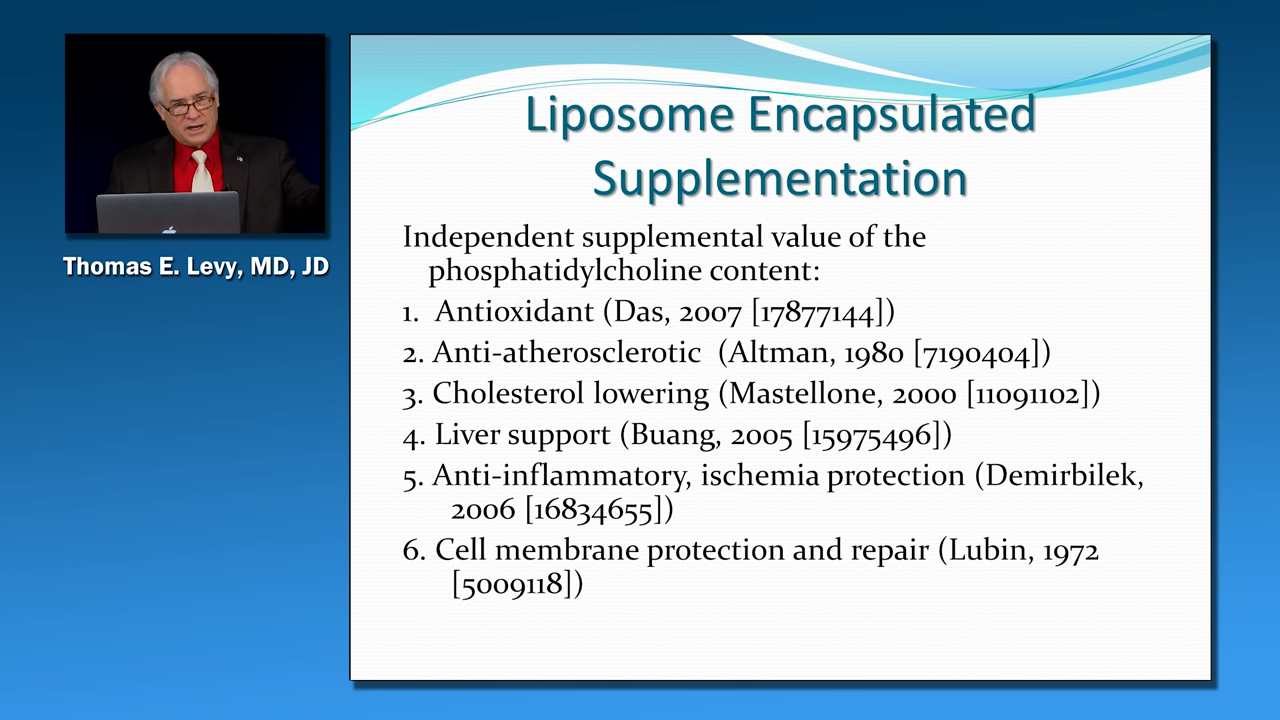 Liposome Encapsulated
Supplementation
Thomas E. Levy, MD, JD
Independent supplemental value of the
phosphatidylcholine content:
1. Antioxidant (Das, 2007 [17877144])
2. Anti-atherosclerotic (Altman, 1980 [7190404])
3. Cholesterol lowering (Mastellone, 2000 [11091102])
4. Liver support (Buang, 2005 [15975496])
5. Anti-inflammatory, ischemia protection (Demirbilek,
2006 [16834655])
6. Cell membrane protection and repair (Lubin, 1972
[5009118])